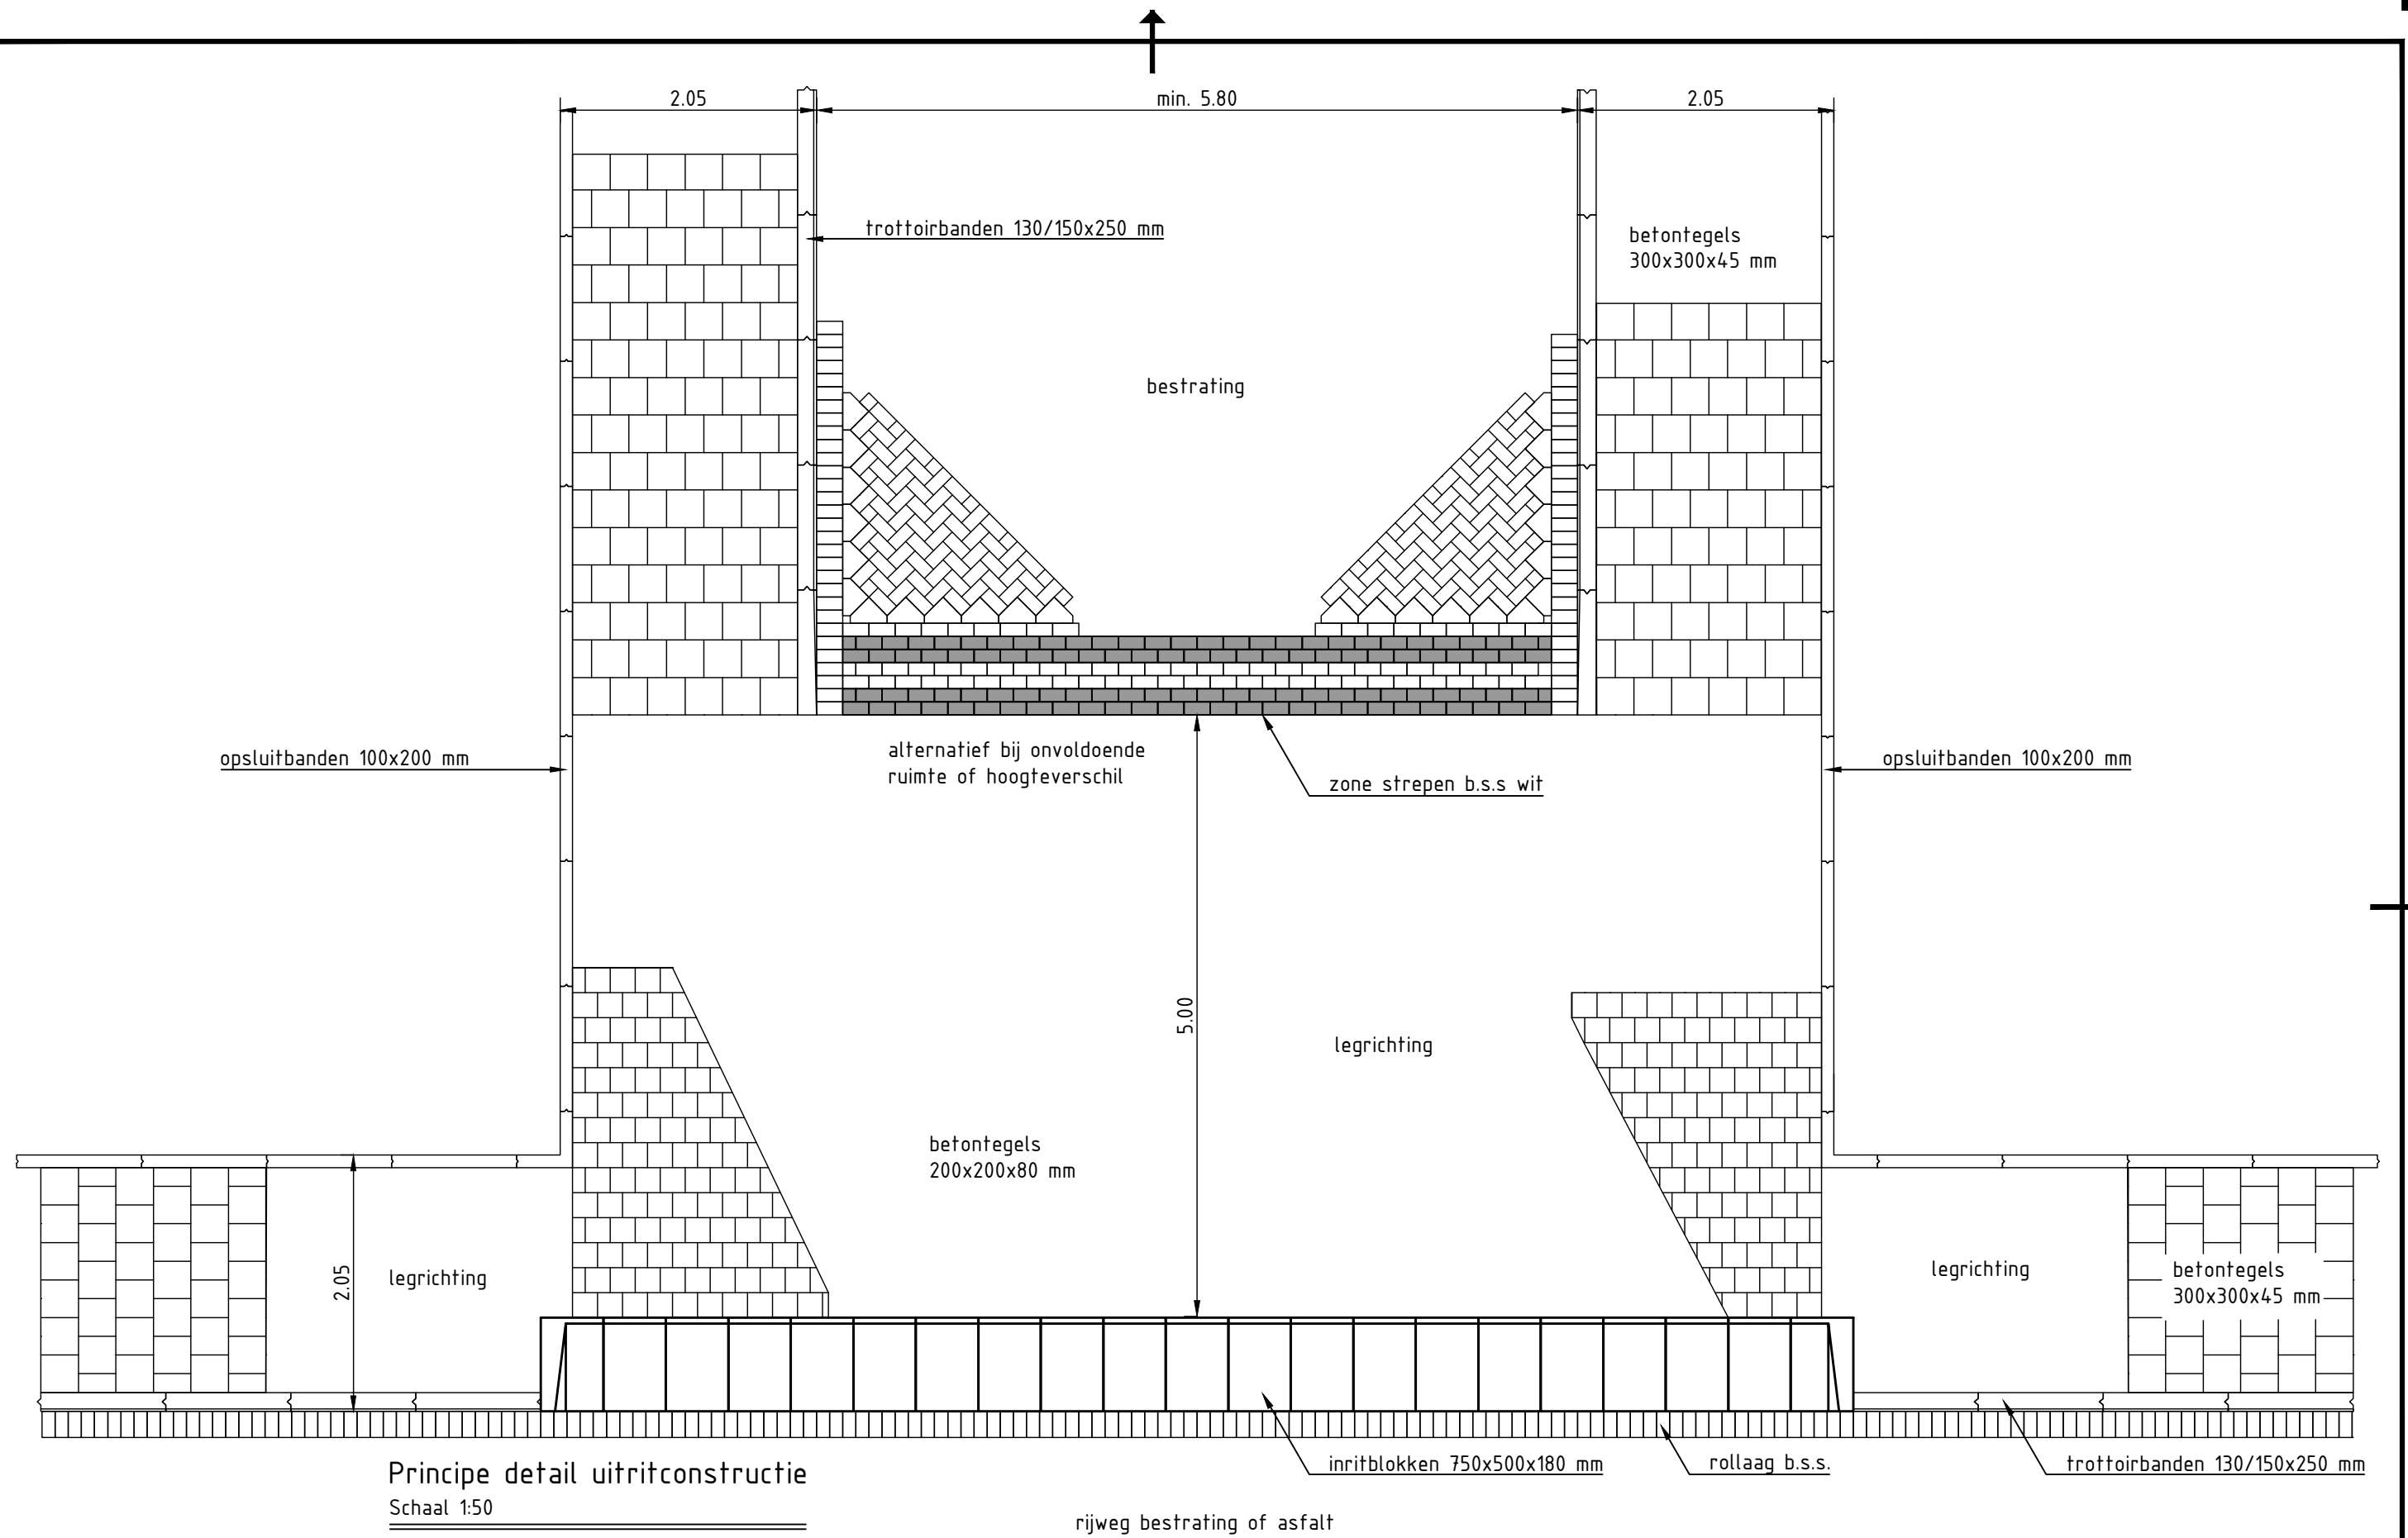 2.05
min. 5.80
2.05
trottoirbanden 130/150x250 mm
betontegels
300x300x45 mm
bestrating
opsluitbanden 100x200 mm
alternatief bij onvoldoende
ruimte of hoogteverschil
zone strepen b.s.s wit
opsluitbanden 100x200 mm
5.00
legrichting
betontegels
200x200x80 mm
2.05
legrichting
legrichting
betontegels
300x300x45 mm
inritblokken 750x500x180 mm
rollaag b.s.s.
trottoirbanden 130/150x250 mm
Principe detail uitritconstructie
Schaal 1:50
rijweg bestrating of asfalt